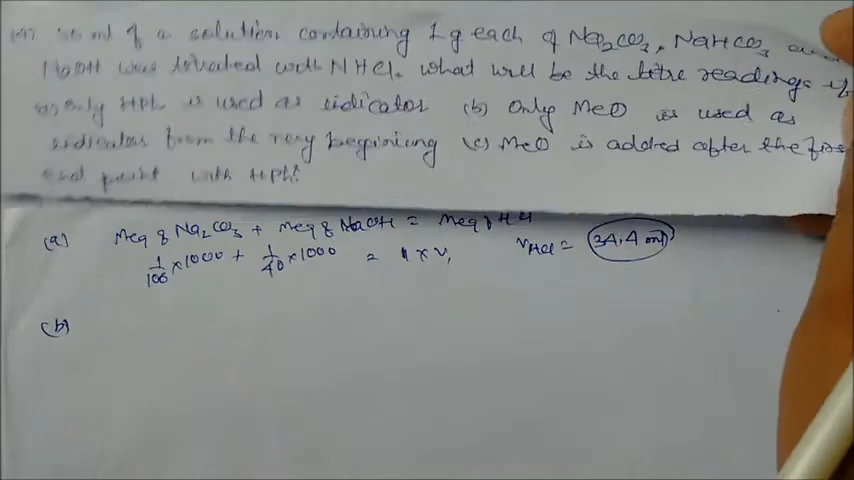 50 ml of a solution containing 1 g each of Na2CO3, NaHCO3 and
NaOH was titrated with N HCl. what will be the titre readings if
(a) only HPh is used as indicator (b) Only MeO is used as
indicator from the very beginning (c) MeO is added after the first
end point with HPh?
(a) Meq of Na2CO3 + Meq of NaOH = Meq of HCl
1/106 × 1000 + 1/40 × 1000 = 1 × V1 VHCl = 34.4 ml
(b)